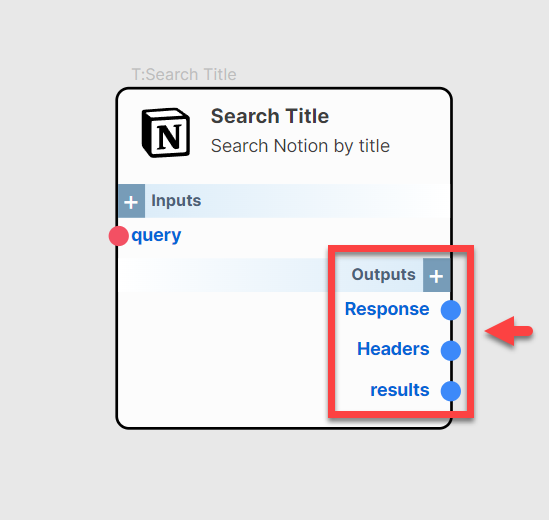 T:Search Title
N
Search Title
Search Notion by title
+ Inputs
query
Outputs +
Response
Headers
results